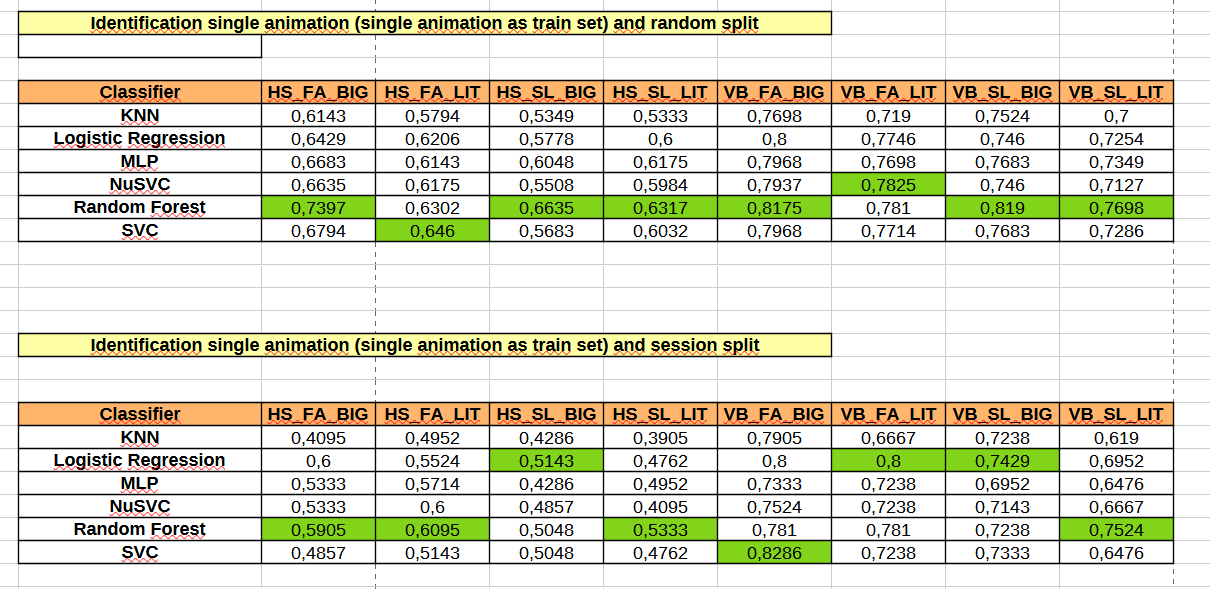 Identification single animation (single animation as train set) and random split
Classifier HS_FA_BIG HS_FA_LIT HS_SL_BIG HS_SL_LIT VB_FA_BIG VB_FA_LIT VB_SL_BIG VB_SL_LIT
KNN 0,6143 0,5794 0,5349 0,5333 0,7698 0,719 0,7524 0,7
Logistic Regression 0,6429 0,6206 0,5778 0,6 0,8 0,7746 0,746 0,7254
MLP 0,6683 0,6143 0,6048 0,6175 0,7968 0,7698 0,7683 0,7349
NuSVC 0,6635 0,6175 0,5508 0,5984 0,7937 0,7825 0,746 0,7127
Random Forest 0,7397 0,6302 0,6635 0,6317 0,8175 0,781 0,819 0,7698
SVC 0,6794 0,646 0,5683 0,6032 0,7968 0,7714 0,7683 0,7286
Identification single animation (single animation as train set) and session split
Classifier HS_FA_BIG HS_FA_LIT HS_SL_BIG HS_SL_LIT VB_FA_BIG VB_FA_LIT VB_SL_BIG VB_SL_LIT
KNN 0,4095 0,4952 0,4286 0,3905 0,7905 0,6667 0,7238 0,619
Logistic Regression 0,6 0,5524 0,5143 0,4762 0,8 0,8 0,7429 0,6952
MLP 0,5333 0,5714 0,4286 0,4952 0,7333 0,7238 0,6952 0,6476
NuSVC 0,5333 0,6 0,4857 0,4095 0,7524 0,7238 0,7143 0,6667
Random Forest 0,5905 0,6095 0,5048 0,5333 0,781 0,781 0,7238 0,7524
SVC 0,4857 0,5143 0,5048 0,4762 0,8286 0,7238 0,7333 0,6476